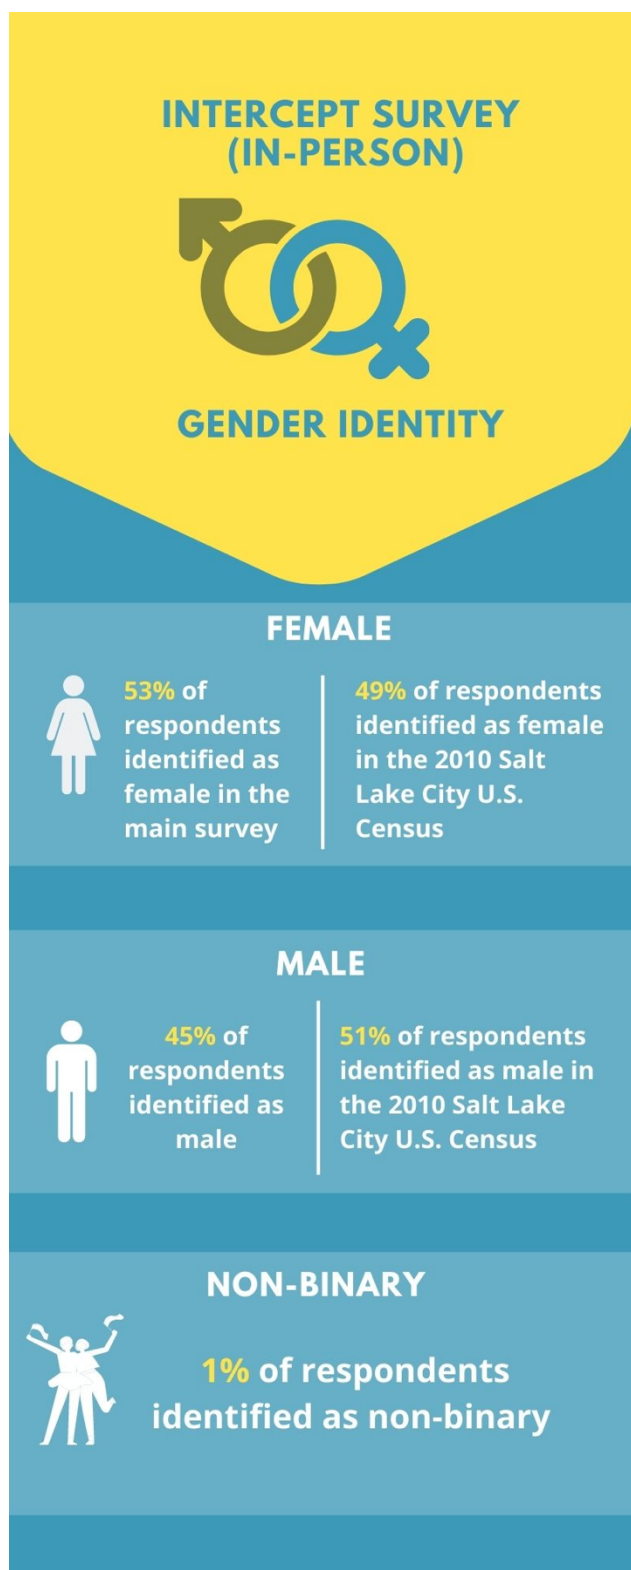 INTERCEPT SURVEY
(IN-PERSON)
GENDER IDENTITY
FEMALE
53% of
respondents
identified as
female in the
main survey
49% of respondents
identified as female
in the 2010 Salt
Lake City U.S.
Census
MALE
45% of
respondents
identified as
male
51% of respondents
identified as male in
the 2010 Salt Lake
City U.S. Census
NON-BINARY
1% of respondents
identified as non-binary